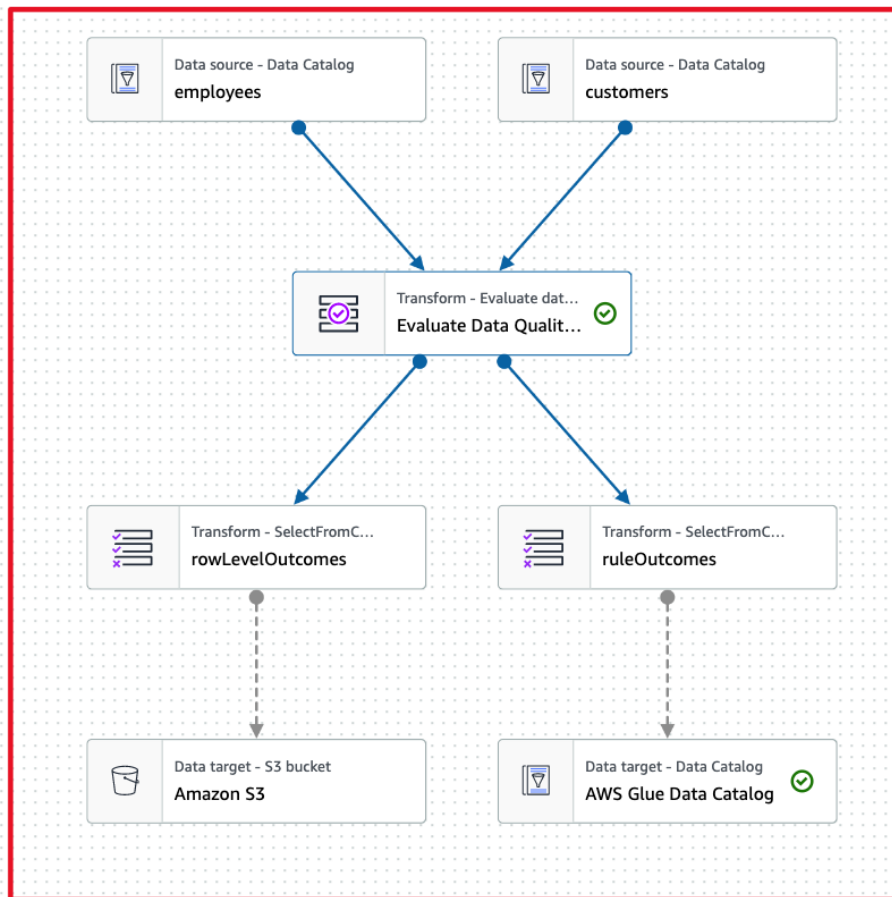 Data source - Data Catalog
employees
Data source - Data Catalog
customers
Transform - Evaluate dat...
Evaluate Data Qualit...
Transform - SelectFromC...
rowLevelOutcomes
Transform - SelectFromC...
ruleOutcomes
Data target - S3 bucket
Amazon S3
Data target - Data Catalog
AWS Glue Data Catalog